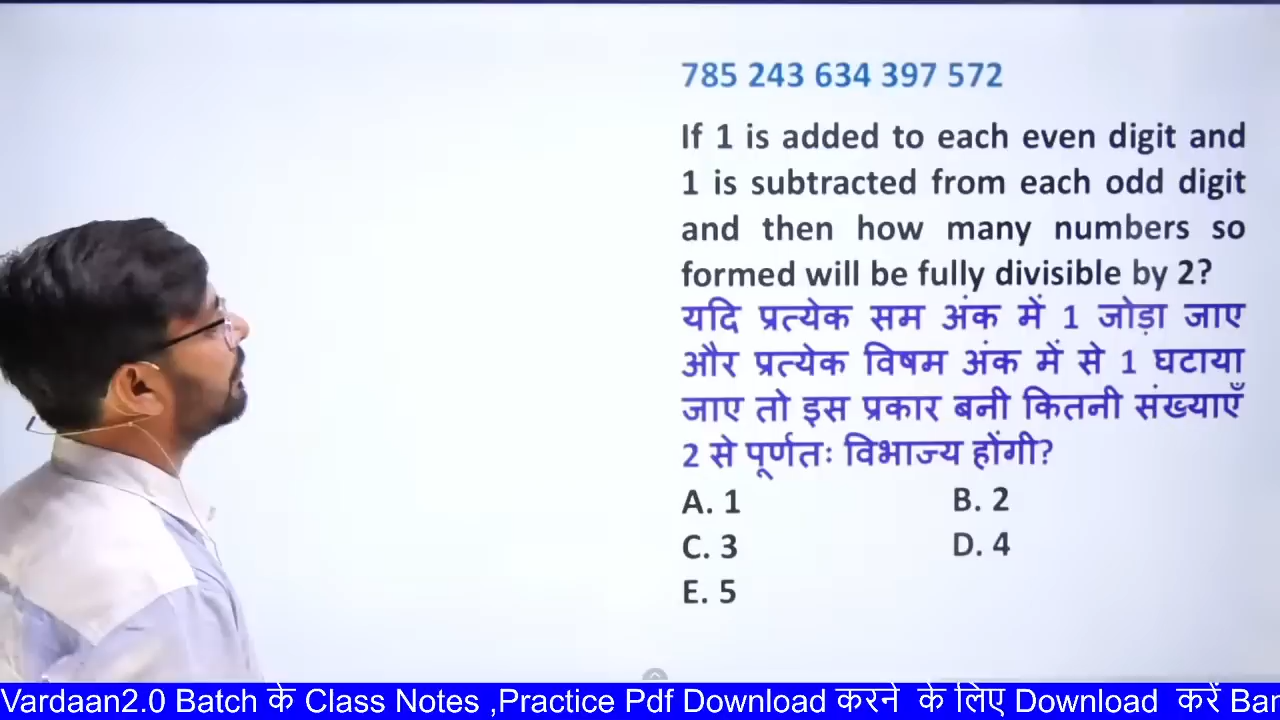 785 243 634 397 572
If 1 is added to each even digit and
1 is subtracted from each odd digit
and then how many numbers so
formed will be fully divisible by 2?
यदि प्रत्येक सम अंक में 1 जोड़ा जाए
और प्रत्येक विषम अंक में से 1 घटाया
जाए तो इस प्रकार बनी कितनी संख्याएँ
2 से पूर्णतः विभाज्य होंगी?
A. 1 B. 2
C. 3 D. 4
E. 5
Vardaan2.0 Batch के Class Notes ,Practice Pdf Download करने के लिए Download करें Bar